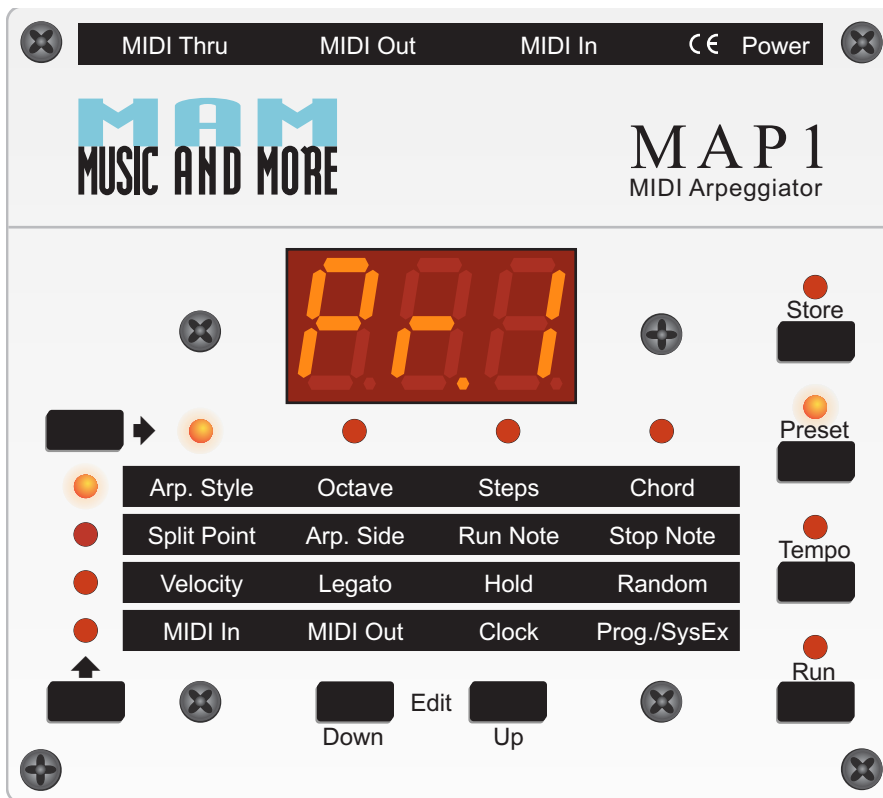 MIDI Thru MIDI Out MIDI In CE Power
MAM
MUSIC AND MORE
MAP1
MIDI Arpeggiator
Pr.1
Store
Preset
Arp. Style Octave Steps Chord
Split Point Arp. Side Run Note Stop Note
Tempo
Velocity Legato Hold Random
MIDI In MIDI Out Clock Prog./SysEx
Run
Edit
Down Up